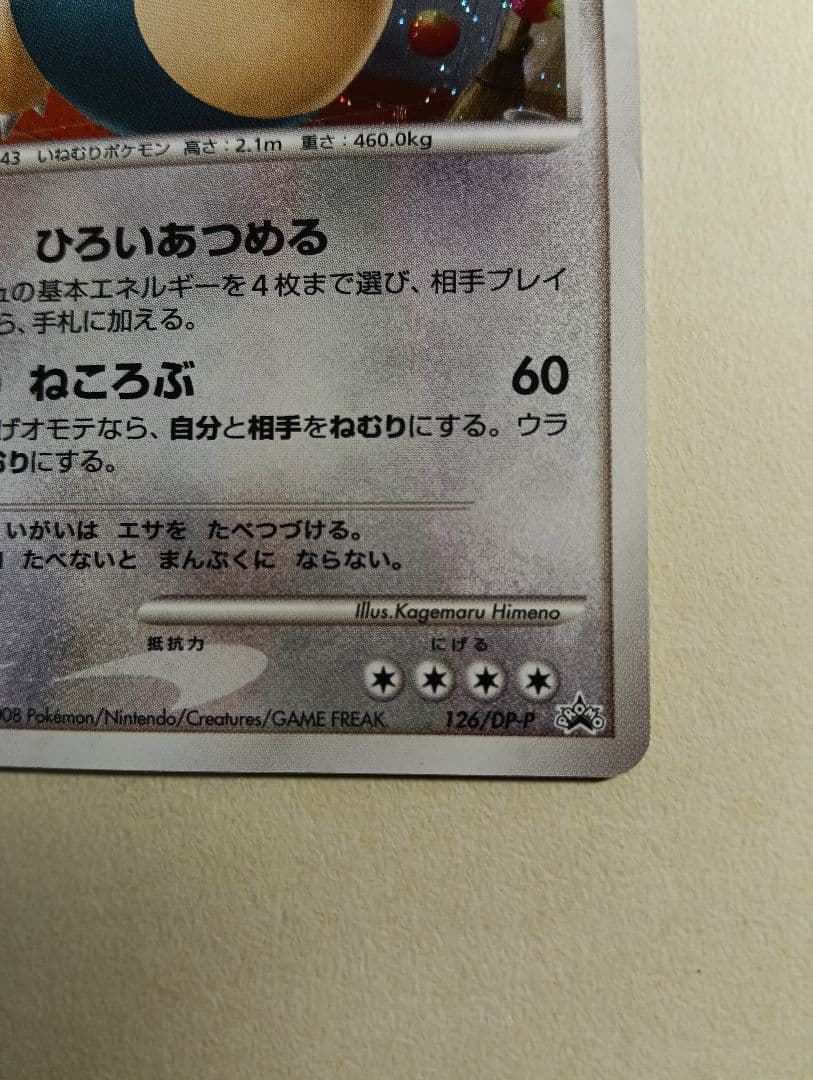 43 いねむりポケモン 高さ：2.1m 重さ：460.0kg
ひろいあつめる
の基本エネルギーを4枚まで選び、相手プレイ
ら、手札に加える。
ねころぶ 60
げオモテなら、自分と相手をねむりにする。ウラ
りにする。
いがいは エサを たべつづける。
たべないと まんぷくに ならない。
Illus.Kagemaru Himeno
抵抗力 にげる
08 Pokémon/Nintendo/Creatures/GAME FREAK. 126/DP-P PROMO